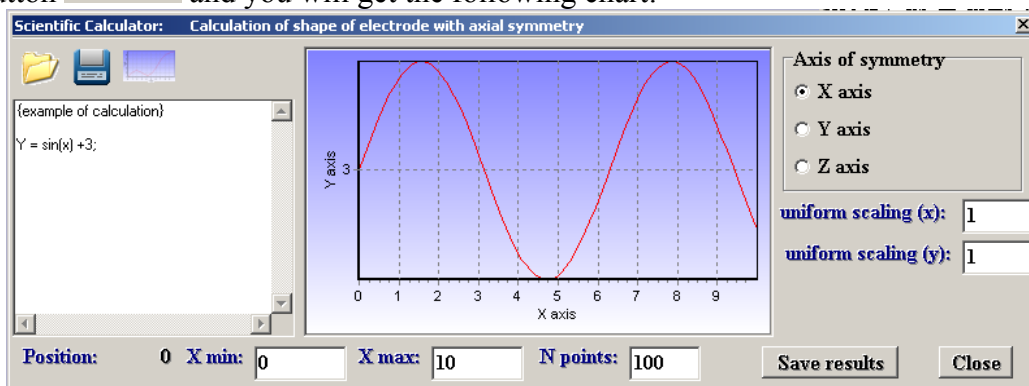 and you will get the following chart:
Scientific Calculator: Calculation of shape of electrode with axial symmetry
{example of calculation}
Y = sin(x) +3;
Y axis
3
0 1 2 3 4 5 6 7 8 9
X axis
Axis of symmetry
X axis
Y axis
Z axis
uniform scaling (x): 1
uniform scaling (y): 1
Position: 0 X min: 0 X max: 10 N points: 100 Save results Close